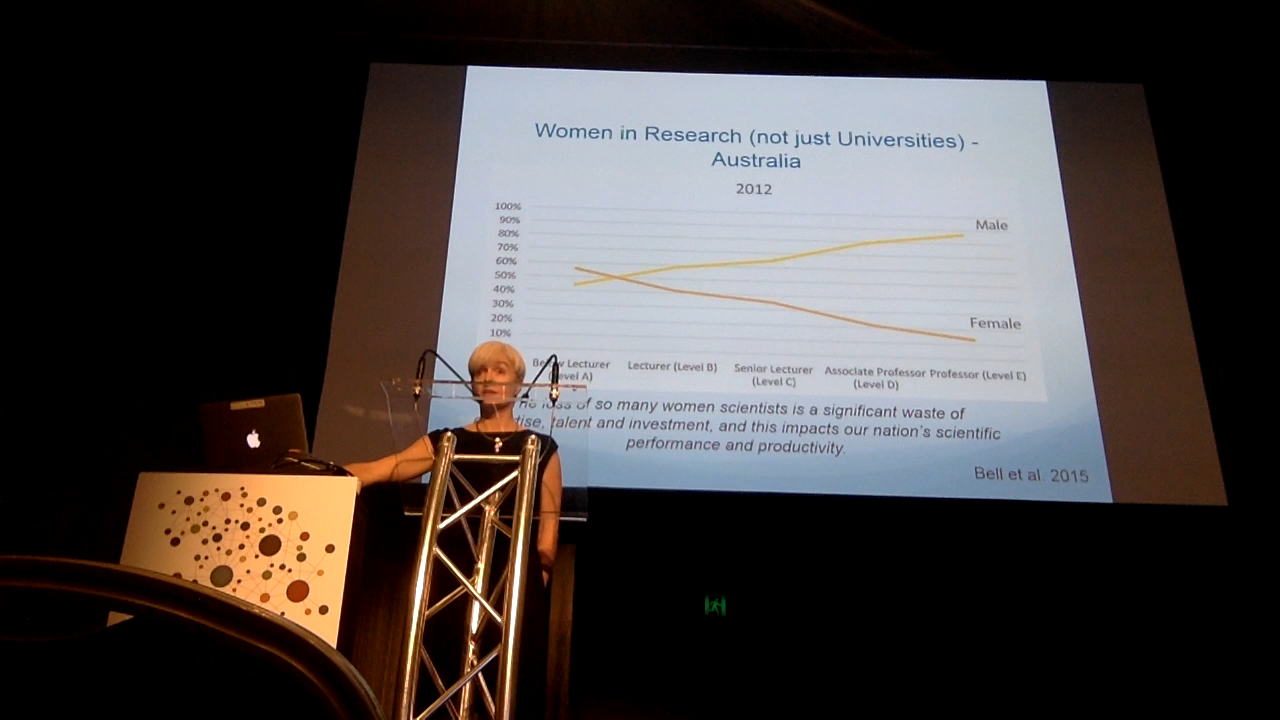 Women in Research (not just Universities) -
Australia
2012
100%
90%
80%
70%
60%
50%
40%
30%
20%
10%
Male
Female
Lecturer
Level A)
Lecturer (Level B)
Senior Lecturer
(Level C)
Associate Professor
(Level D)
Professor (Level E)
loss of so many women scientists is a significant waste of
talent and investment, and this impacts our nation's scientific
performance and productivity.
Bell et al. 2015